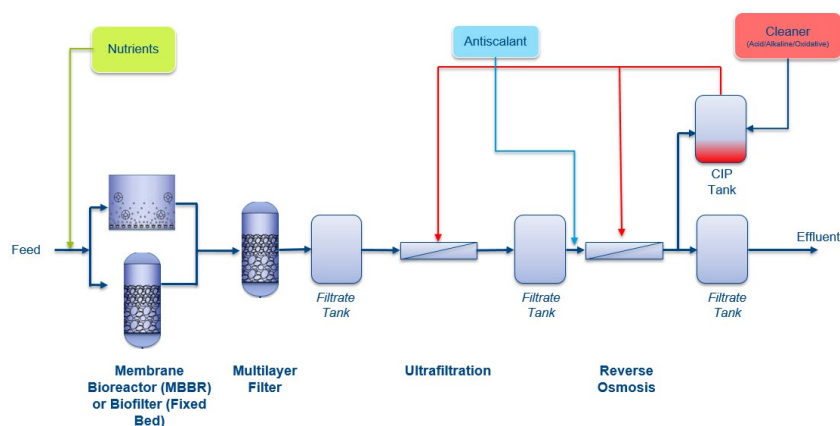 Nutrients
Antiscalant
Cleaner
(Acid/Alkaline/Oxidative)
CIP
Tank
Feed
Effluent
Filtrate
Tank
Filtrate
Tank
Filtrate
Tank
Membrane
Bioreactor (MBBR)
or Biofilter (Fixed
Bed)
Multilayer
Filter
Ultrafiltration
Reverse
Osmosis